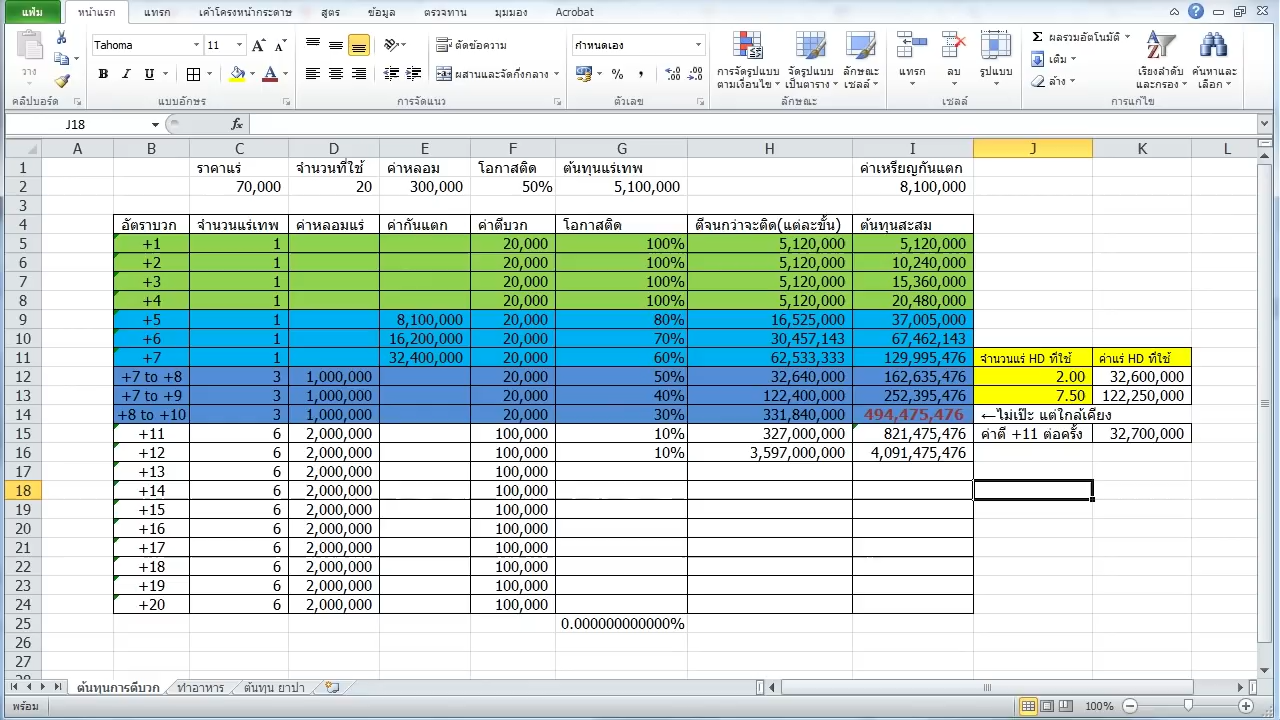 แฟ้ม หน้าแรก แทรก เค้าโครงหน้ากระดาษ สูตร ข้อมูล ตรวจทาน มุมมอง Acrobat
วาง Tahoma 11 ตัดข้อความ กำหนดเอง ผลรวมอัตโนมัติ
ผสานและจัดกึ่งกลาง การจัดรูปแบบตามเงื่อนไข จัดรูปแบบเป็นตาราง ลักษณะเซลล์ แทรก ลบ รูปแบบ เติม ล้าง เรียงลำดับและกรอง ค้นหาและเลือก
คลิปบอร์ด แบบอักษร การจัดแนว ตัวเลข ลักษณะ เซลล์ การแก้ไข
J18 fx
A B C D E F G H I J K L
1 ราคาแร่ จำนวนที่ใช้ ค่าหลอม โอกาสติด ต้นทุนแร่เทพ ค่าเหรียญกันแตก
2 70,000 20 300,000 50% 5,100,000 8,100,000
3
4 อัตราบวก จำนวนแร่เทพ ค่าหลอมแร่ ค่ากันแตก ค่าตีบวก โอกาสติด ตีจนกว่าจะติด(แต่ละขั้น) ต้นทุนสะสม
5 +1 1 20,000 100% 5,120,000 5,120,000
6 +2 1 20,000 100% 5,120,000 10,240,000
7 +3 1 20,000 100% 5,120,000 15,360,000
8 +4 1 20,000 100% 5,120,000 20,480,000
9 +5 1 8,100,000 20,000 80% 16,525,000 37,005,000
10 +6 1 16,200,000 20,000 70% 30,457,143 67,462,143
11 +7 1 32,400,000 20,000 60% 62,533,333 129,995,476 จำนวนแร่ HD ที่ใช้ ค่าแร่ HD ที่ใช้
12 +7 to +8 3 1,000,000 20,000 50% 32,640,000 162,635,476 2.00 32,600,000
13 +7 to +9 3 1,000,000 20,000 40% 122,400,000 252,395,476 7.50 122,250,000
14 +8 to +10 3 1,000,000 20,000 30% 331,840,000 494,475,476 ←ไม่เป๊ะ แต่ใกล้เคียง
15 +11 6 2,000,000 100,000 10% 327,000,000 821,475,476 ค่าตี +11 ต่อครั้ง 32,700,000
16 +12 6 2,000,000 100,000 10% 3,597,000,000 4,091,475,476
17 +13 6 2,000,000 100,000
18 +14 6 2,000,000 100,000
19 +15 6 2,000,000 100,000
20 +16 6 2,000,000 100,000
21 +17 6 2,000,000 100,000
22 +18 6 2,000,000 100,000
23 +19 6 2,000,000 100,000
24 +20 6 2,000,000 100,000
25 0.000000000000%
26
27
ต้นทุนการตีบวก ทำอาหาร ต้นทุน ยาปา
พร้อม 100%